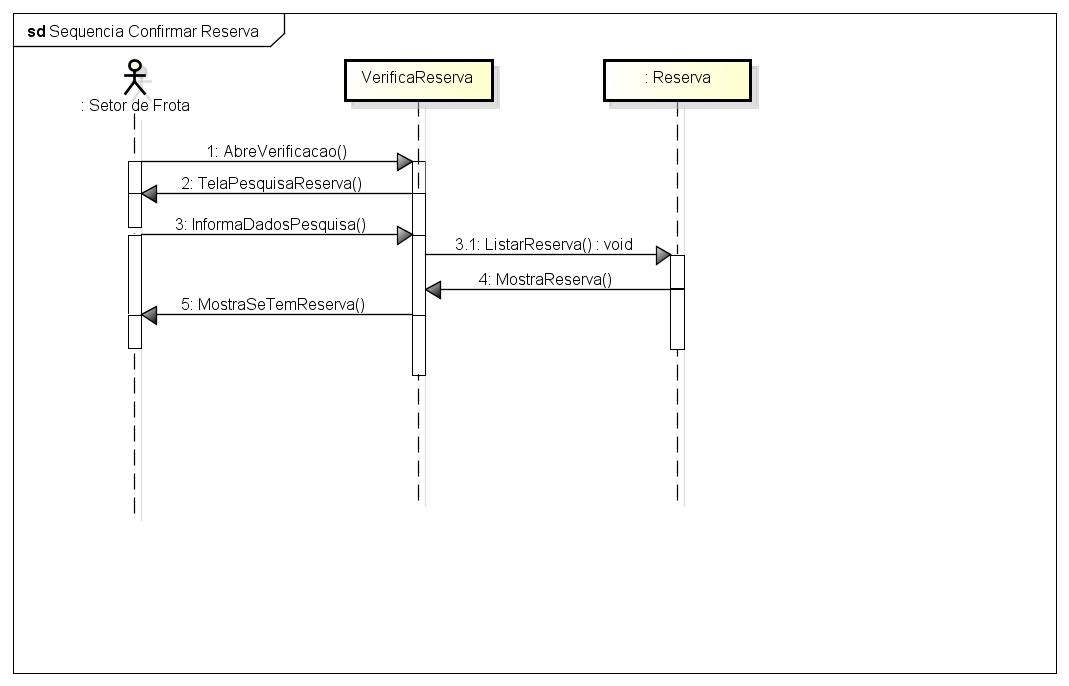 sd Sequencia Confirmar Reserva
: Setor de Frota
VerificaReserva
: Reserva
1: AbreVerificacao()
2: TelaPesquisaReserva()
3: InformaDadosPesquisa()
3.1: ListarReserva() : void
4: MostraReserva()
5: MostraSeTemReserva()